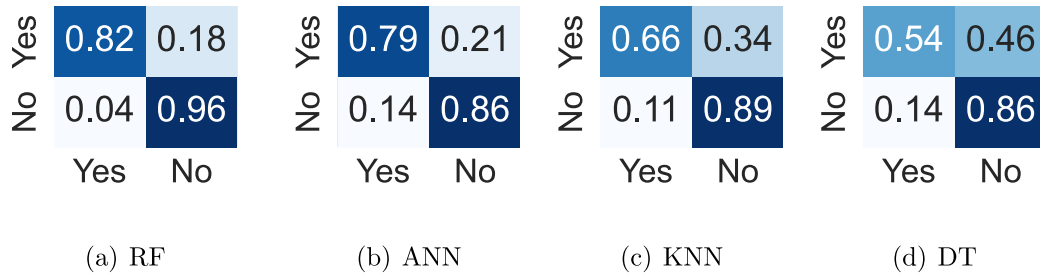 Yes 0.82 0.18
No 0.04 0.96
Yes No
(a) RF
Yes 0.79 0.21
No 0.14 0.86
Yes No
(b) ANN
Yes 0.66 0.34
No 0.11 0.89
Yes No
(c) KNN
Yes 0.54 0.46
No 0.14 0.86
Yes No
(d) DT